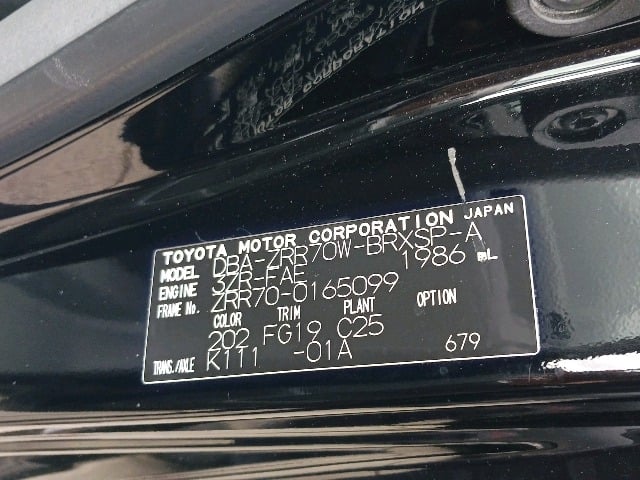 TOYOTA MOTOR CORPORATION JAPAN
MODEL DBA-ZRR70W-BRXSP-A
ENGINE 3ZR-FAE 1986 mL
FRAME No. ZRR70-0165099
COLOR TRIM PLANT OPTION
202 FG19 C25
TRANS./AXLE K111 -01A 679